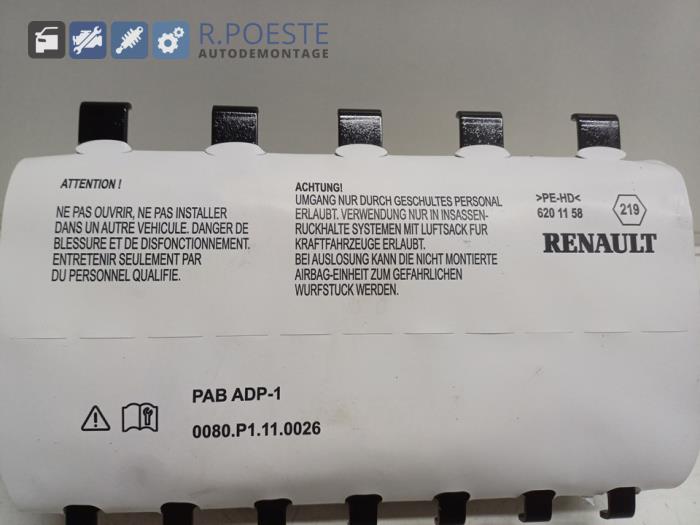 R.POESTE
AUTODEMONTAGE
ATTENTION !
NE PAS OUVRIR, NE PAS INSTALLER
DANS UN AUTRE VEHICULE. DANGER DE
BLESSURE ET DE DISFONCTIONNEMENT.
ENTRETENIR SEULEMENT PAR
DU PERSONNEL QUALIFIE.
ACHTUNG!
UMGANG NUR DURCH GESCHULTES PERSONAL
ERLAUBT. VERWENDUNG NUR IN INSASSEN-
RUCKHALTE SYSTEMEN MIT LUFTSACK FUR
KRAFTFAHRZEUGE ERLAUBT.
BEI AUSLOSUNG KANN DIE NICHT MONTIERTE
AIRBAG-EINHEIT ZUM GEFAHRLICHEN
WURFSTUCK WERDEN.
>PE-HD<
620 11 58
219
RENAULT
PAB ADP-1
0080.P1.11.0026